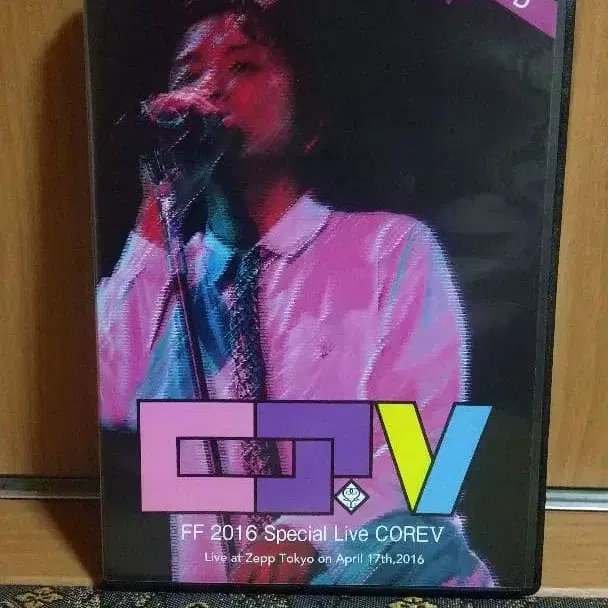 FF 2016 Special Live COREV
Live at Zepp Tokyo on April 17th,2016